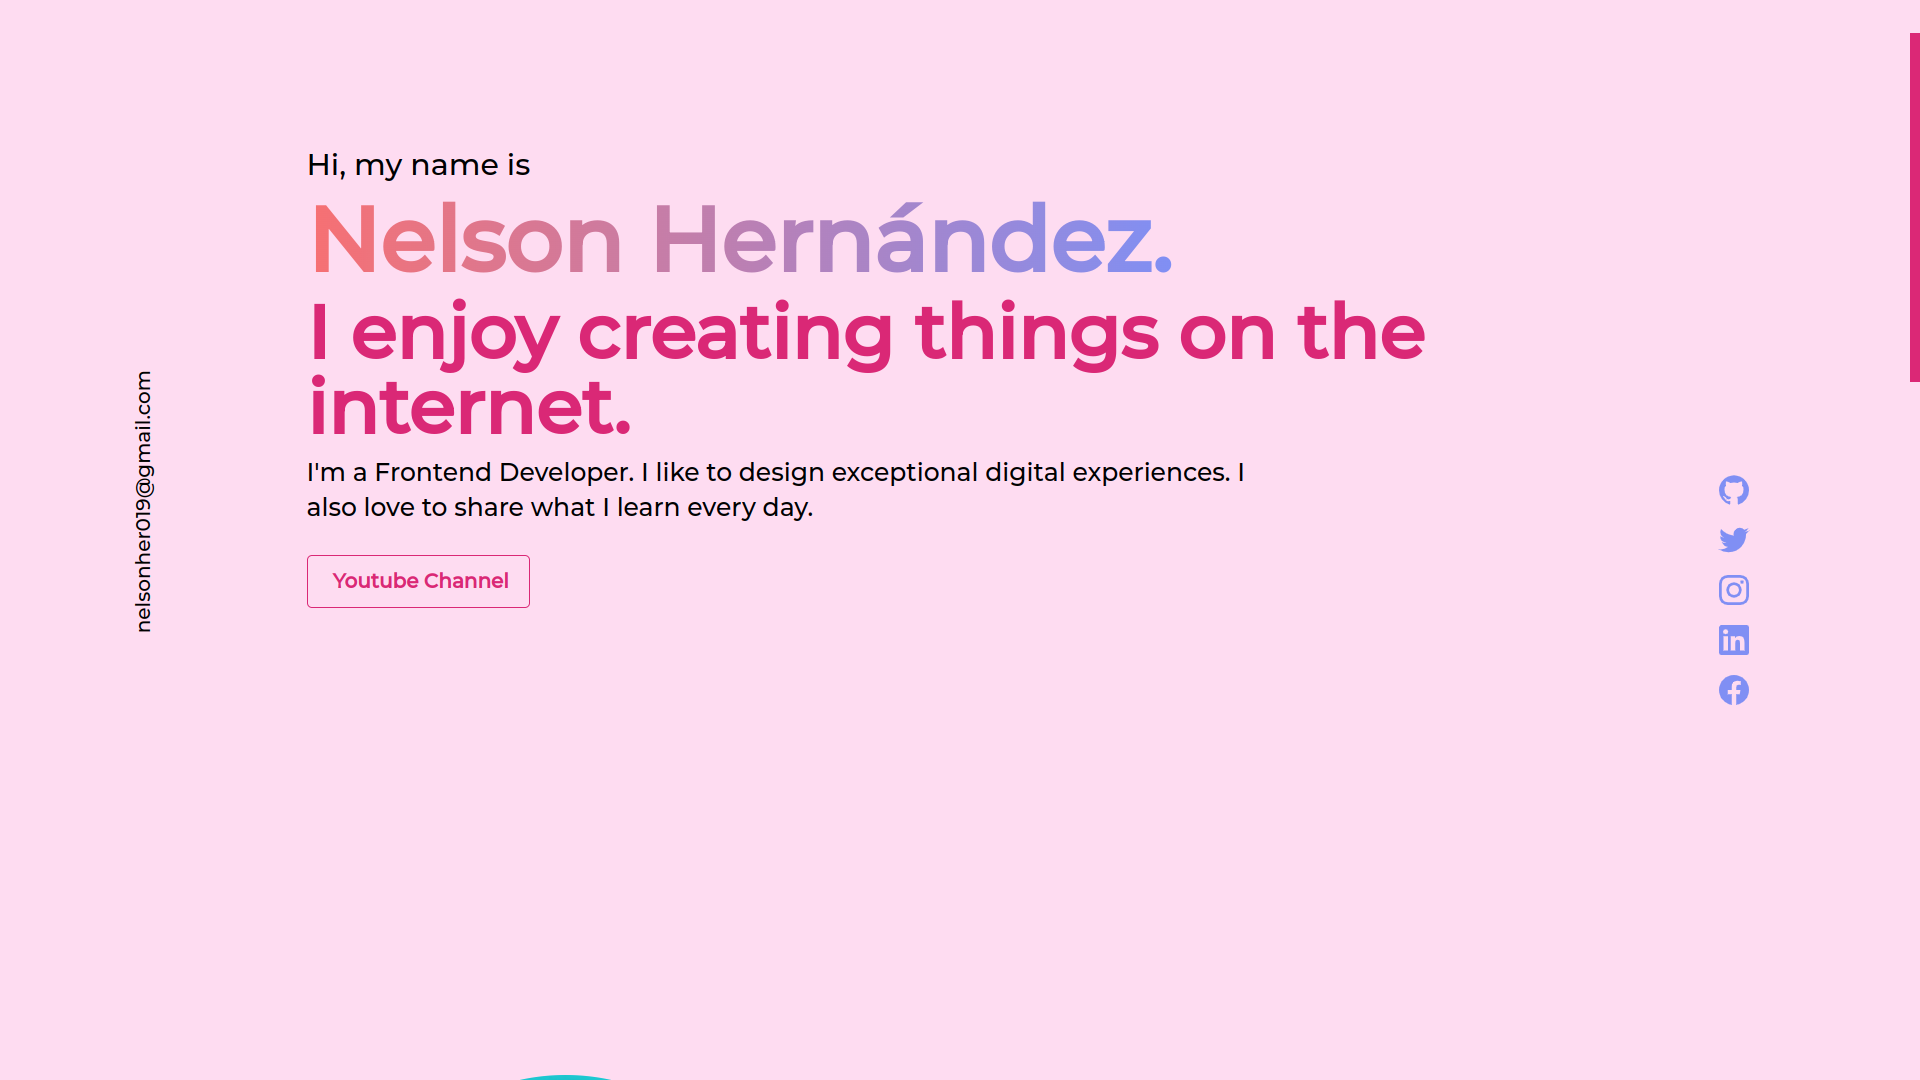 Hi, my name is
Nelson Hernández.
I enjoy creating things on the
internet.
I'm a Frontend Developer. I like to design exceptional digital experiences. I
also love to share what I learn every day.
Youtube Channel
nelsonher019@gmail.com